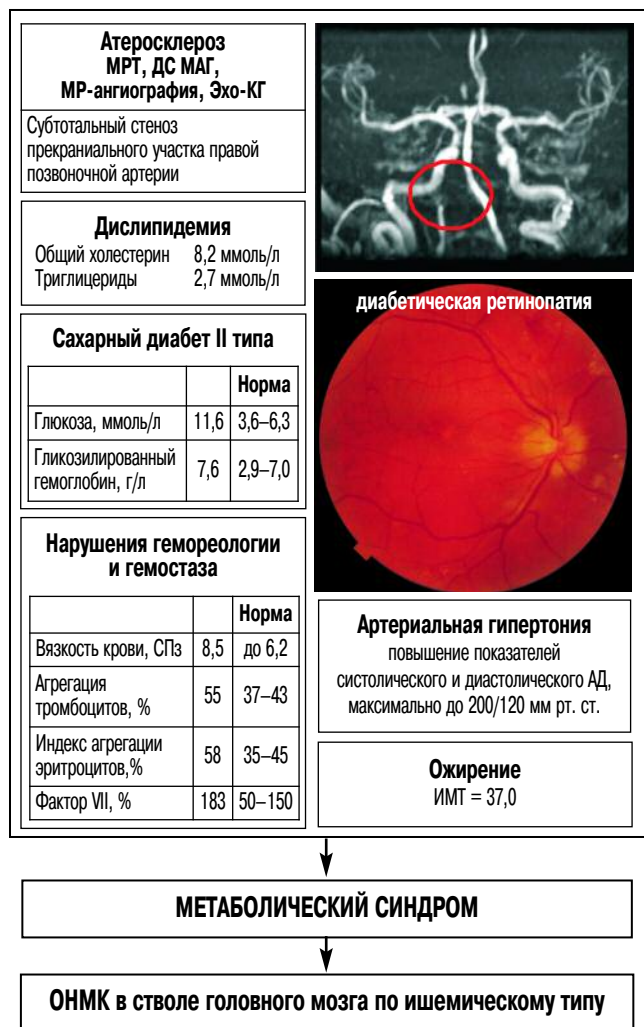 Атеросклероз
МРТ, ДС МАГ,
МР-ангиография, Эхо-КГ
Субтотальный стеноз
прекраниального участка правой
позвоночной артерии
Дислипидемия
Общий холестерин 8,2 ммоль/л
Триглицериды 2,7 ммоль/л
Сахарный диабет II типа
Норма
Глюкоза, ммоль/л 11,6 3,6–6,3
Гликозилированный
гемоглобин, г/л 7,6 2,9–7,0
Нарушения гемореологии
и гемостаза
Норма
Вязкость крови, СПз 8,5 до 6,2
Агрегация
тромбоцитов, % 55 37–43
Индекс агрегации
эритроцитов,% 58 35–45
Фактор VII, % 183 50–150
диабетическая ретинопатия
Артериальная гипертония
повышение показателей
систолического и диастолического АД,
максимально до 200/120 мм рт. ст.
Ожирение
ИМТ = 37,0
МЕТАБОЛИЧЕСКИЙ СИНДРОМ
ОНМК в стволе головного мозга по ишемическому типу